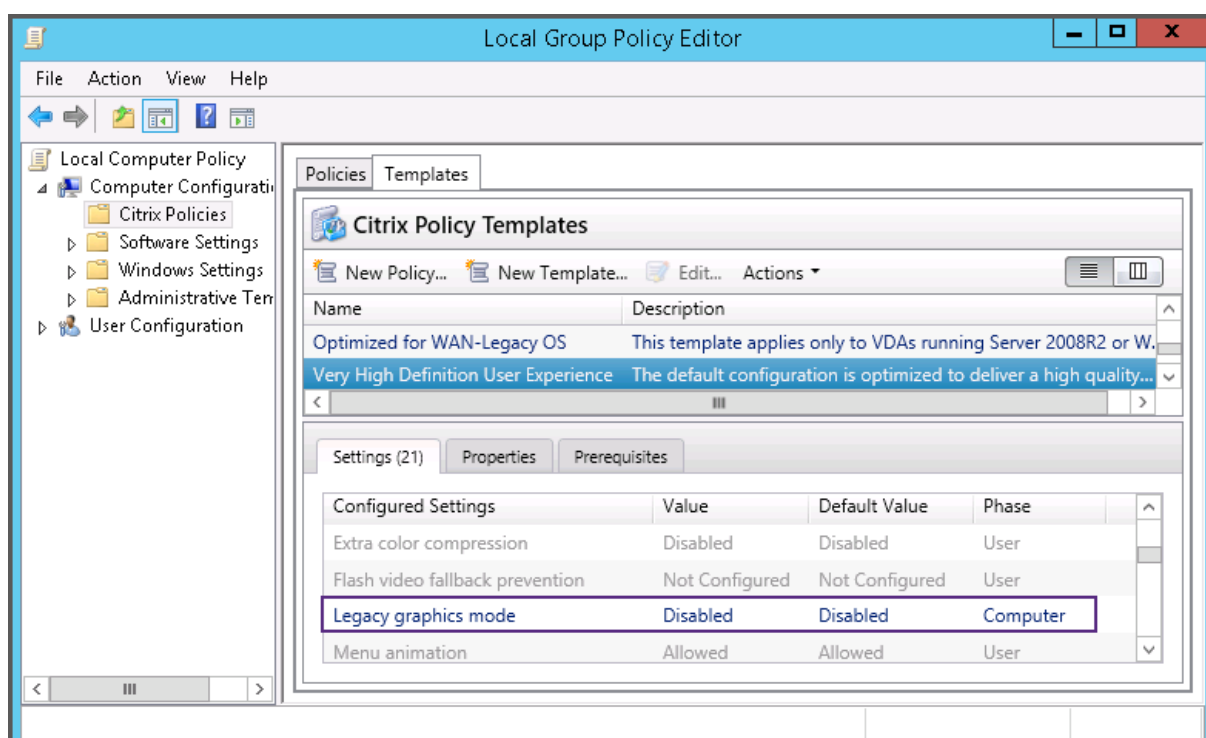 Local Group Policy Editor
File Action View Help
Local Computer Policy
Computer Configurati
Citrix Policies
Software Settings
Windows Settings
Administrative Tem
User Configuration
Policies Templates
Citrix Policy Templates
New Policy... New Template... Edit... Actions
Name Description
Optimized for WAN-Legacy OS This template applies only to VDAs running Server 2008R2 or W.
Very High Definition User Experience The default configuration is optimized to deliver a high quality...
Settings (21) Properties Prerequisites
Configured Settings Value Default Value Phase
Extra color compression Disabled Disabled User
Flash video fallback prevention Not Configured Not Configured User
Legacy graphics mode Disabled Disabled Computer
Menu animation Allowed Allowed User